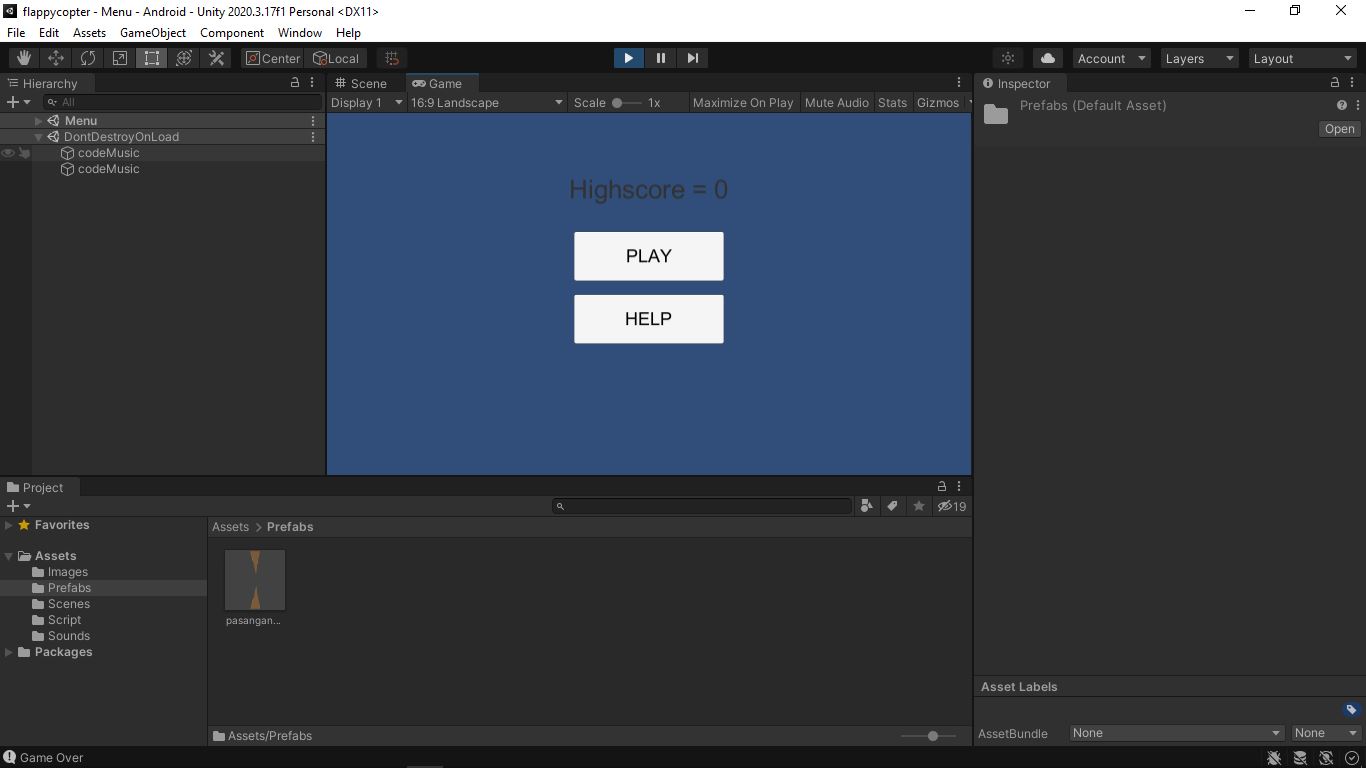 flappycopter - Menu - Android - Unity 2020.3.17f1 Personal <DX11>
File Edit Assets GameObject Component Window Help
Center Local Account Layers Layout
Hierarchy
All
Menu
DontDestroyOnLoad
codeMusic
codeMusic
Scene Game
Display 1 16:9 Landscape Scale 1x Maximize On Play Mute Audio Stats Gizmos
Highscore = 0
PLAY
HELP
Inspector
Prefabs (Default Asset)
Open
Project
19
Favorites
Assets
Images
Prefabs
Scenes
Script
Sounds
Packages
Assets > Prefabs
pasangan...
Assets/Prefabs
Asset Labels
AssetBundle None None
Game Over